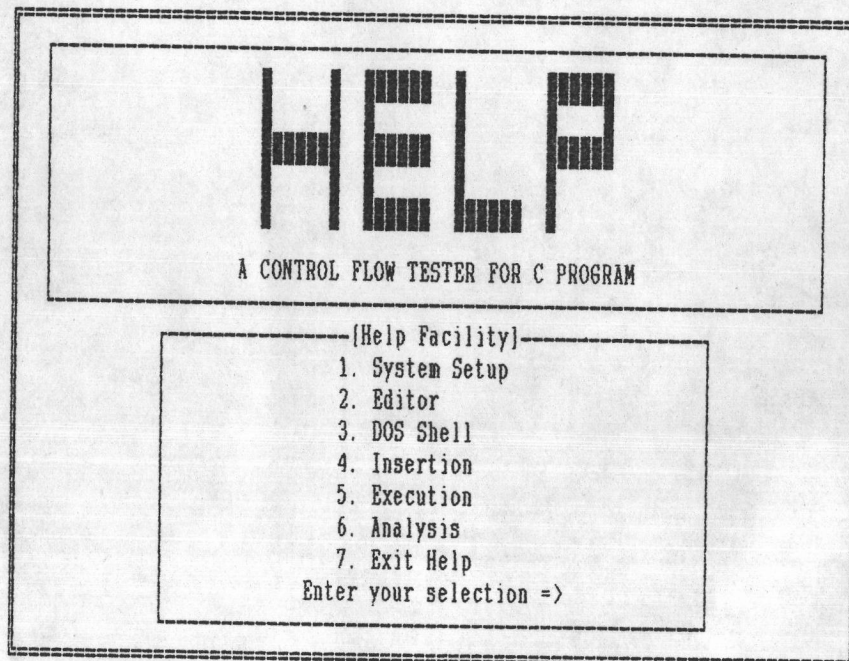 HELP
A CONTROL FLOW TESTER FOR C PROGRAM
[Help Facility]
1. System Setup
2. Editor
3. DOS Shell
4. Insertion
5. Execution
6. Analysis
7. Exit Help
Enter your selection =>